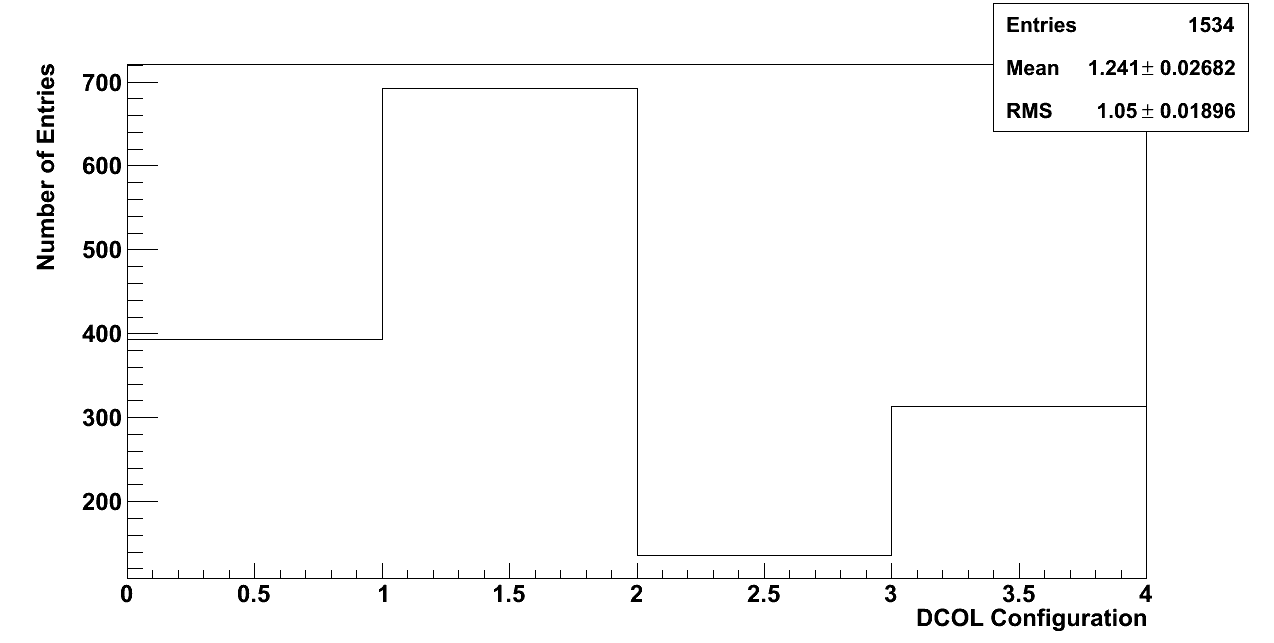 Entries 1534
Mean 1.241± 0.02682
RMS 1.05 ± 0.01896
Number of Entries
700
600
500
400
300
200
0 0.5 1 1.5 2 2.5 3 3.5 4
DCOL Configuration